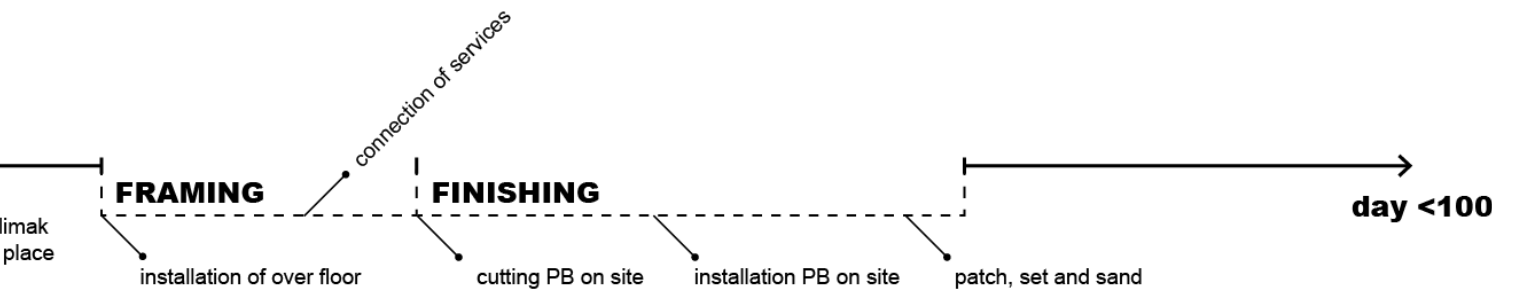 connection of services
FRAMING
FINISHING
day <100
place
installation of over floor
cutting PB on site
installation PB on site
patch, set and sand